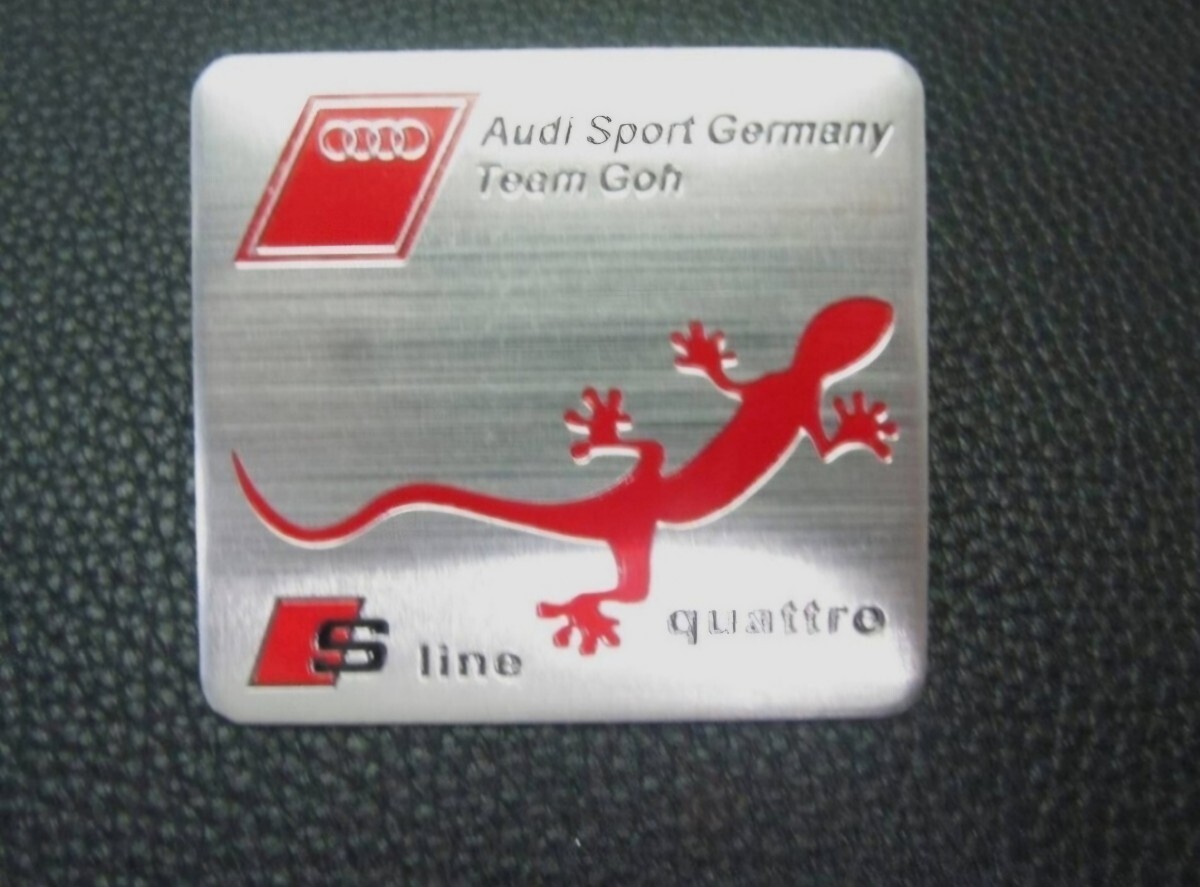 Audi Sport Germany
Team Goh
quattro
S line